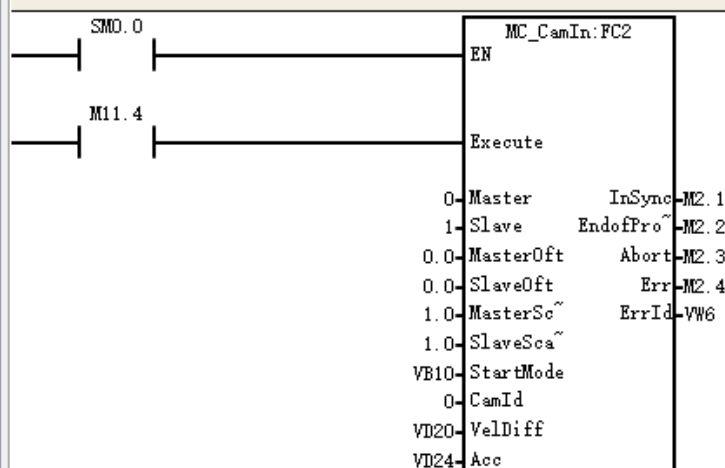 SM0.0
MC_CamIn:FC2
EN
M11.4
Execute
0 Master InSync M2.1
1 Slave EndofPro~ M2.2
0.0 MasterOft Abort M2.3
0.0 SlaveOft Err M2.4
1.0 MasterSc~ ErrId VW6
1.0 SlaveSca~
VB10 StartMode
0 CamId
VD20 VelDiff
VD24 Acc